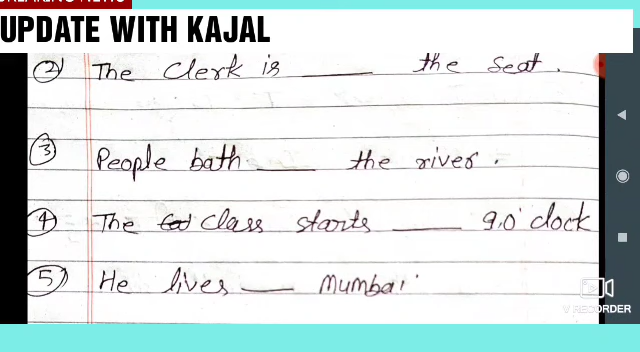 UPDATE WITH KAJAL
② The Clerk is ____ the seat.
③ People bath ____ the river.
④ The class starts ____ 9.0' clock
⑤ He lives ____ Mumbai
V RECORDER